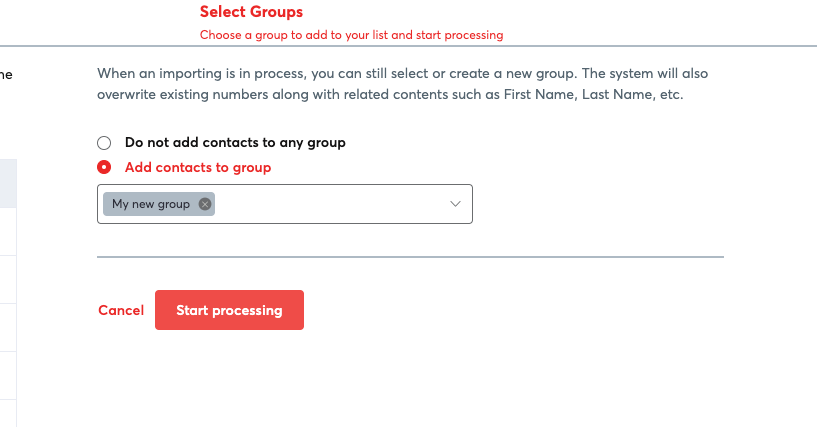 Select Groups
Choose a group to add to your list and start processing
When an importing is in process, you can still select or create a new group. The system will also
overwrite existing numbers along with related contents such as First Name, Last Name, etc.
Do not add contacts to any group
Add contacts to group
My new group
Cancel
Start processing